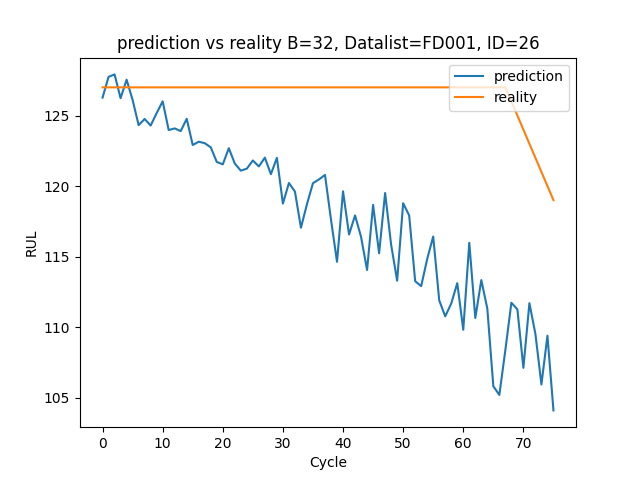 prediction vs reality B=32, Datalist=FD001, ID=26
prediction
reality
RUL
125
120
115
110
105
0 10 20 30 40 50 60 70
Cycle